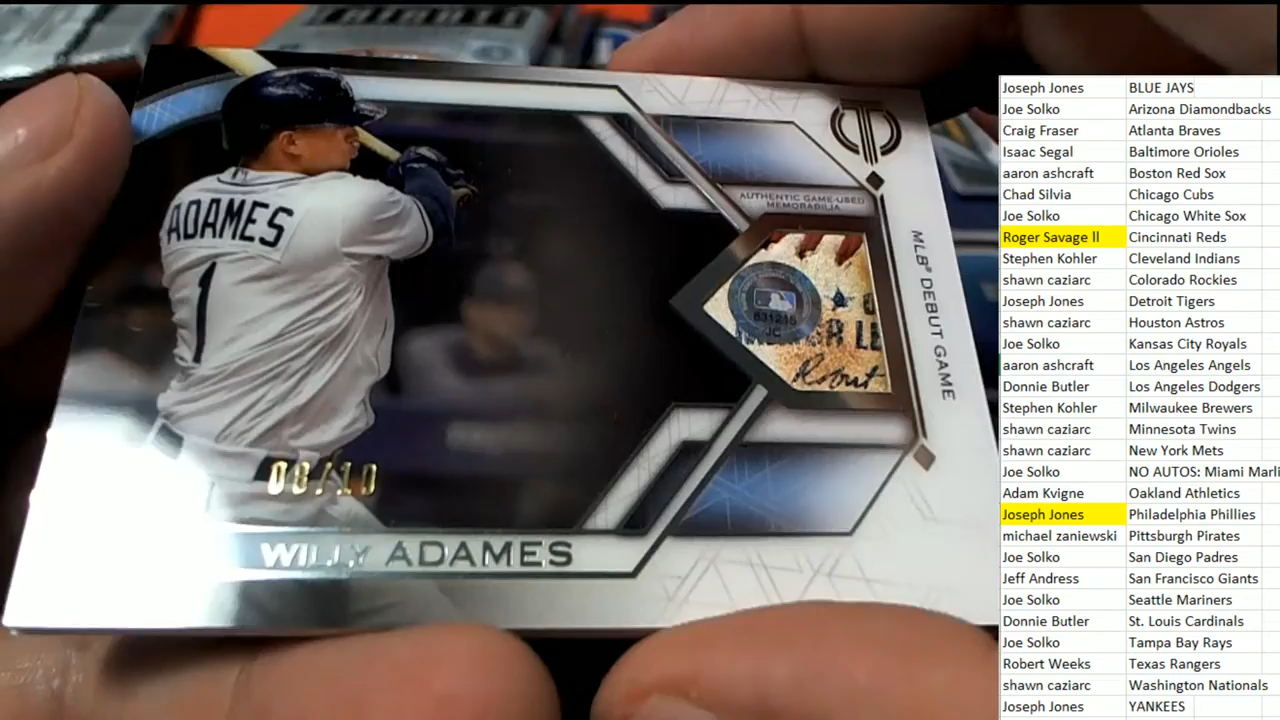 ADAMES
1
08/10
WILLY ADAMES
AUTHENTIC GAME-USED
MEMORABILIA
MLB® DEBUT GAME
JC
Joseph Jones BLUE JAYS
Joe Solko Arizona Diamondbacks
Craig Fraser Atlanta Braves
Isaac Segal Baltimore Orioles
aaron ashcraft Boston Red Sox
Chad Silvia Chicago Cubs
Joe Solko Chicago White Sox
Roger Savage ll Cincinnati Reds
Stephen Kohler Cleveland Indians
shawn caziarc Colorado Rockies
Joseph Jones Detroit Tigers
shawn caziarc Houston Astros
Joe Solko Kansas City Royals
aaron ashcraft Los Angeles Angels
Donnie Butler Los Angeles Dodgers
Stephen Kohler Milwaukee Brewers
shawn caziarc Minnesota Twins
shawn caziarc New York Mets
Joe Solko NO AUTOS: Miami Marli
Adam Kvigne Oakland Athletics
Joseph Jones Philadelphia Phillies
michael zaniewski Pittsburgh Pirates
Joe Solko San Diego Padres
Jeff Andress San Francisco Giants
Joe Solko Seattle Mariners
Donnie Butler St. Louis Cardinals
Joe Solko Tampa Bay Rays
Robert Weeks Texas Rangers
shawn caziarc Washington Nationals
Joseph Jones YANKEES